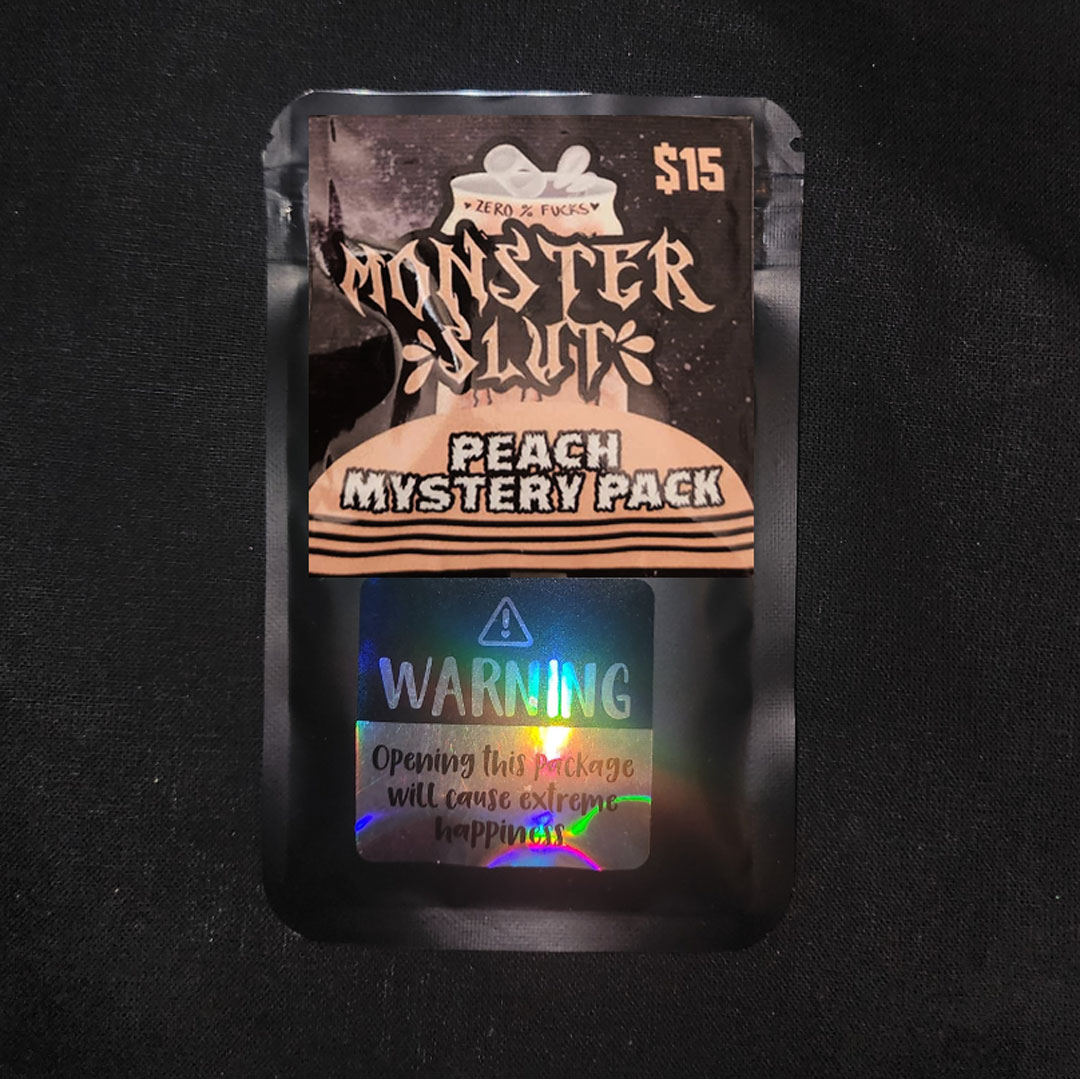 $15
♥ ZERO % FUCKS ♥
MONSTER
SLUT
PEACH
MYSTERY PACK
WARNING
Opening this package
will cause extreme
happiness